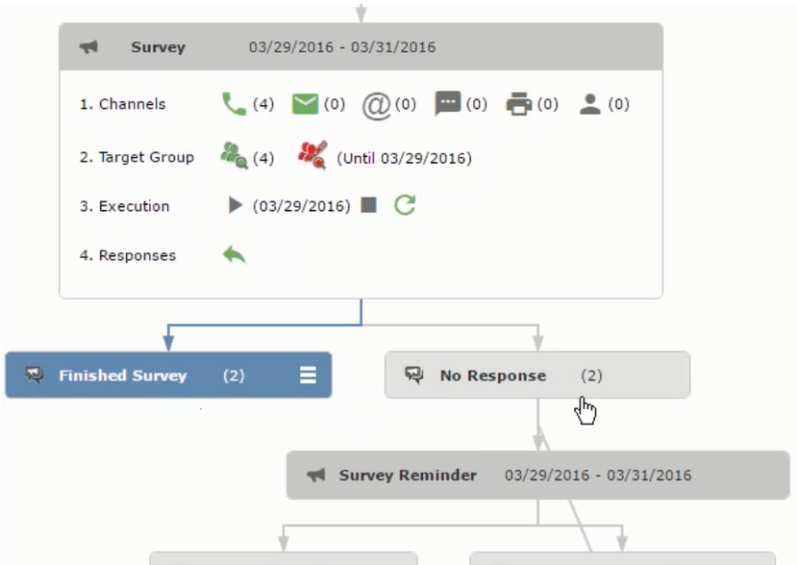 Survey 03/29/2016 - 03/31/2016
1. Channels (4) (0) @ (0) (0) (0) (0)
2. Target Group (4) (Until 03/29/2016)
3. Execution (03/29/2016)
4. Responses
Finished Survey (2) No Response (2)
Survey Reminder 03/29/2016 - 03/31/2016